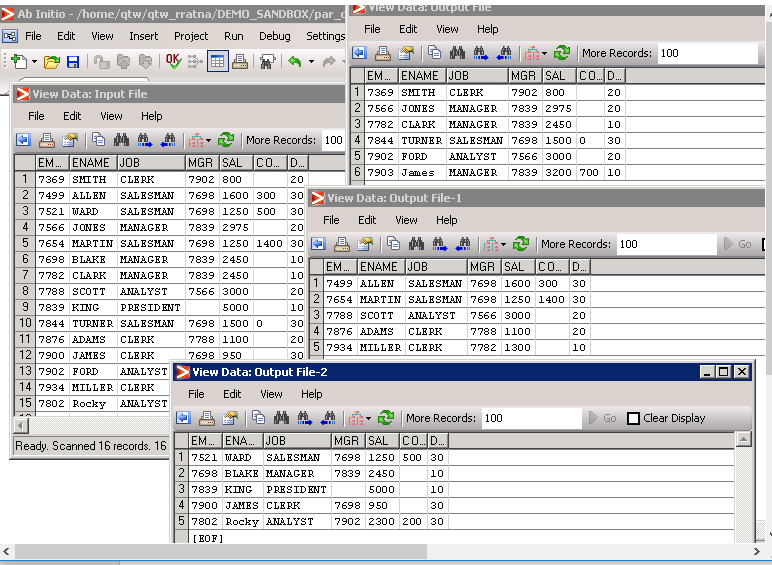 Ab Initio - /home/qtw/qtw_rratna/DEMO_SANDBOX/par_
File Edit View Insert Project Run Debug Settings
View Data: Output File
File Edit View Help
More Records: 100
EM... ENAME JOB MGR SAL CO... D...
1 7369 SMITH CLERK 7902 800 20
2 7566 JONES MANAGER 7839 2975 20
3 7782 CLARK MANAGER 7839 2450 10
4 7844 TURNER SALESMAN 7698 1500 0 30
5 7902 FORD ANALYST 7566 3000 20
6 7903 James MANAGER 7839 3200 700 10
View Data: Input File
File Edit View Help
More Records: 100
EM... ENAME JOB MGR SAL CO... D...
1 7369 SMITH CLERK 7902 800 20
2 7499 ALLEN SALESMAN 7698 1600 300 30
3 7521 WARD SALESMAN 7698 1250 500 30
4 7566 JONES MANAGER 7839 2975 20
5 7654 MARTIN SALESMAN 7698 1250 1400 30
6 7698 BLAKE MANAGER 7839 2450 10
7 7782 CLARK MANAGER 7839 2450 10
8 7788 SCOTT ANALYST 7566 3000 20
9 7839 KING PRESIDENT 5000 10
10 7844 TURNER SALESMAN 7698 1500 0 30
11 7876 ADAMS CLERK 7788 1100 20
12 7900 JAMES CLERK 7698 950 30
13 7902 FORD ANALYST
14 7934 MILLER CLERK
15 7802 Rocky ANALYST
Ready. Scanned 16 records. 16
View Data: Output File-1
File Edit View Help
More Records: 100 Go
EM... ENAME JOB MGR SAL CO... D...
1 7499 ALLEN SALESMAN 7698 1600 300 30
2 7654 MARTIN SALESMAN 7698 1250 1400 30
3 7788 SCOTT ANALYST 7566 3000 20
4 7876 ADAMS CLERK 7788 1100 20
5 7934 MILLER CLERK 7782 1300 10
View Data: Output File-2
File Edit View Help
More Records: 100 Go Clear Display
EM... ENA... JOB MGR SAL CO... D...
1 7521 WARD SALESMAN 7698 1250 500 30
2 7698 BLAKE MANAGER 7839 2450 10
3 7839 KING PRESIDENT 5000 10
4 7900 JAMES CLERK 7698 950 30
5 7802 Rocky ANALYST 7902 2300 200 30
[EOF]